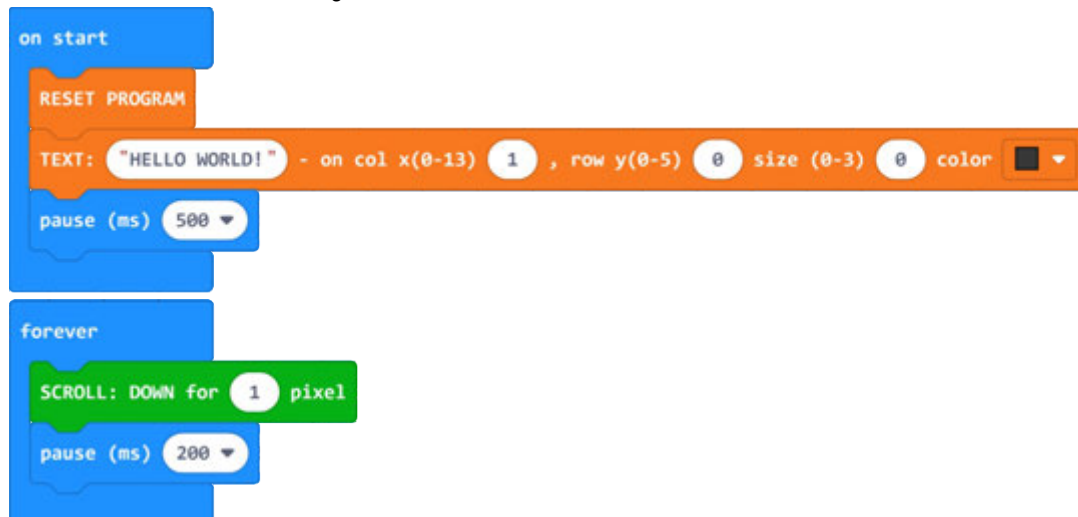 on start
RESET PROGRAM
TEXT: "HELLO WORLD!" - on col x(0-13) 1 , row y(0-5) 0 size (0-3) 0 color
pause (ms) 500
forever
SCROLL: DOWN for 1 pixel
pause (ms) 200